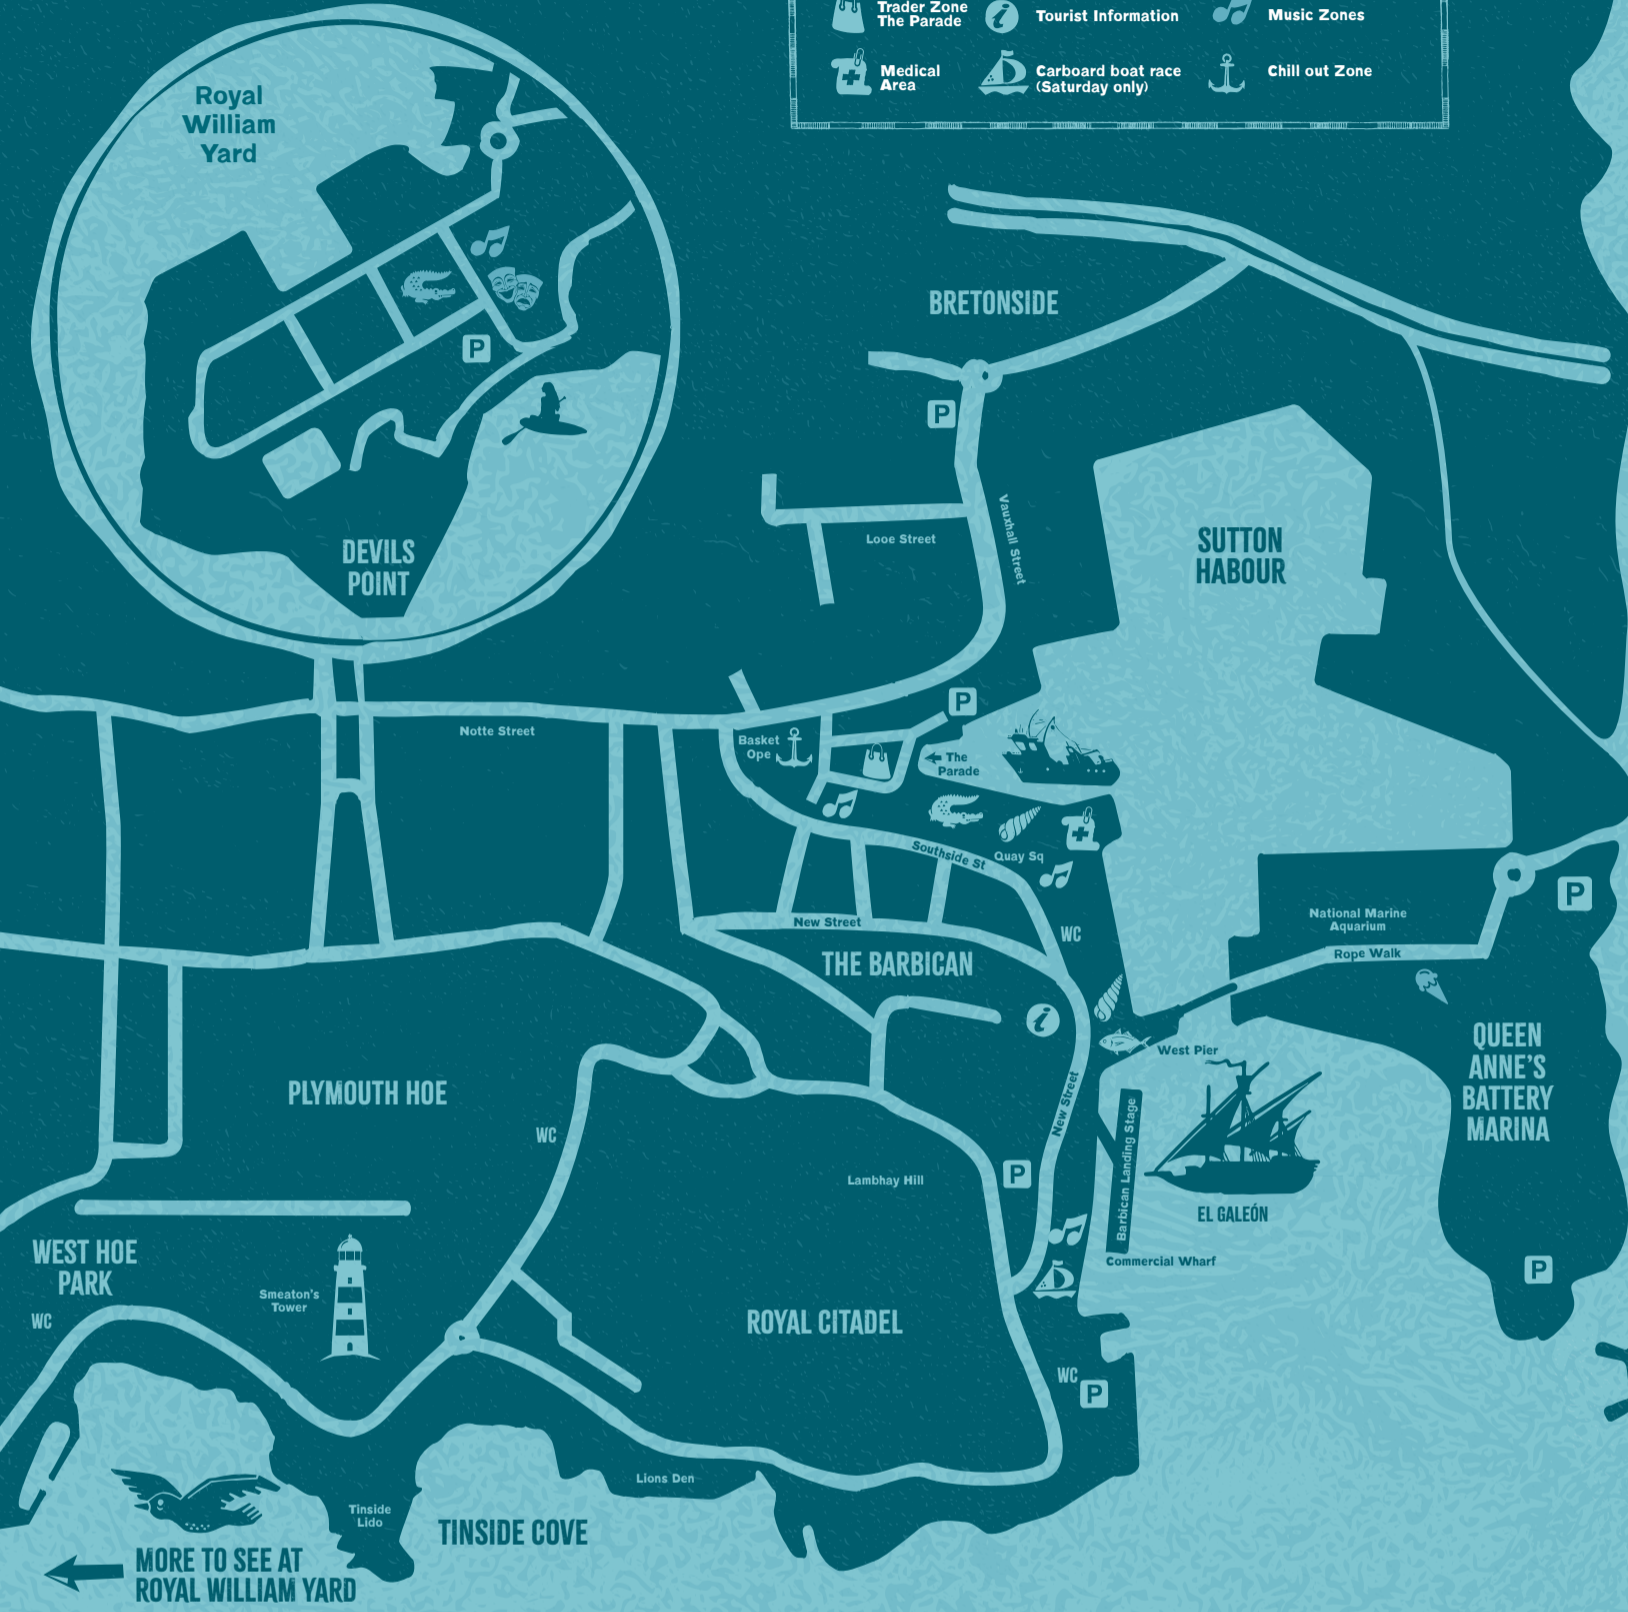 Trader Zone
The Parade
Tourist Information
Music Zones
Medical
Area
Carboard boat race
(Saturday only)
Chill out Zone
Royal
William
Yard
DEVILS
POINT
BRETONSIDE
P
P
Looe Street
Vauxhall Street
SUTTON
HABOUR
P
Notte Street
Basket
Ope
The
Parade
Southside St
Quay Sq
New Street
WC
THE BARBICAN
National Marine
Aquarium
P
Rope Walk
i
West Pier
QUEEN
ANNE'S
BATTERY
MARINA
PLYMOUTH HOE
WC
New Street
Barbican Landing Stage
Lambhay Hill
P
EL GALEÓN
Commercial Wharf
P
WEST HOE
PARK
WC
Smeaton's
Tower
ROYAL CITADEL
WC
P
Lions Den
Tinside
Lido
TINSIDE COVE
MORE TO SEE AT
ROYAL WILLIAM YARD